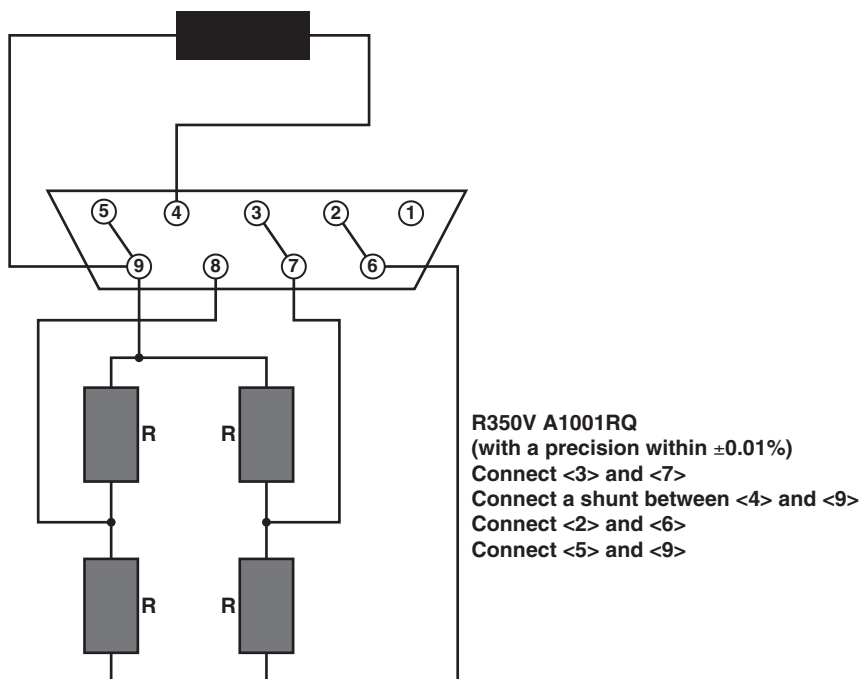 5 4 3 2 1
9 8 7 6
R R
R350V A1001RQ
(with a precision within ±0.01%)
Connect <3> and <7>
Connect a shunt between <4> and <9>
Connect <2> and <6>
Connect <5> and <9>
R R